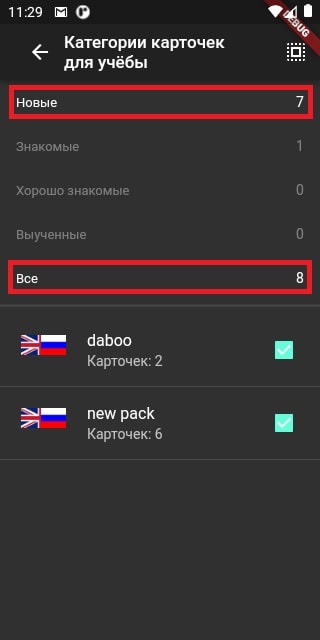 11:29
DEBUG
Категории карточек
для учёбы
Новые 7
Знакомые 1
Хорошо знакомые 0
Выученные 0
Все 8
daboo
Карточек: 2
new pack
Карточек: 6